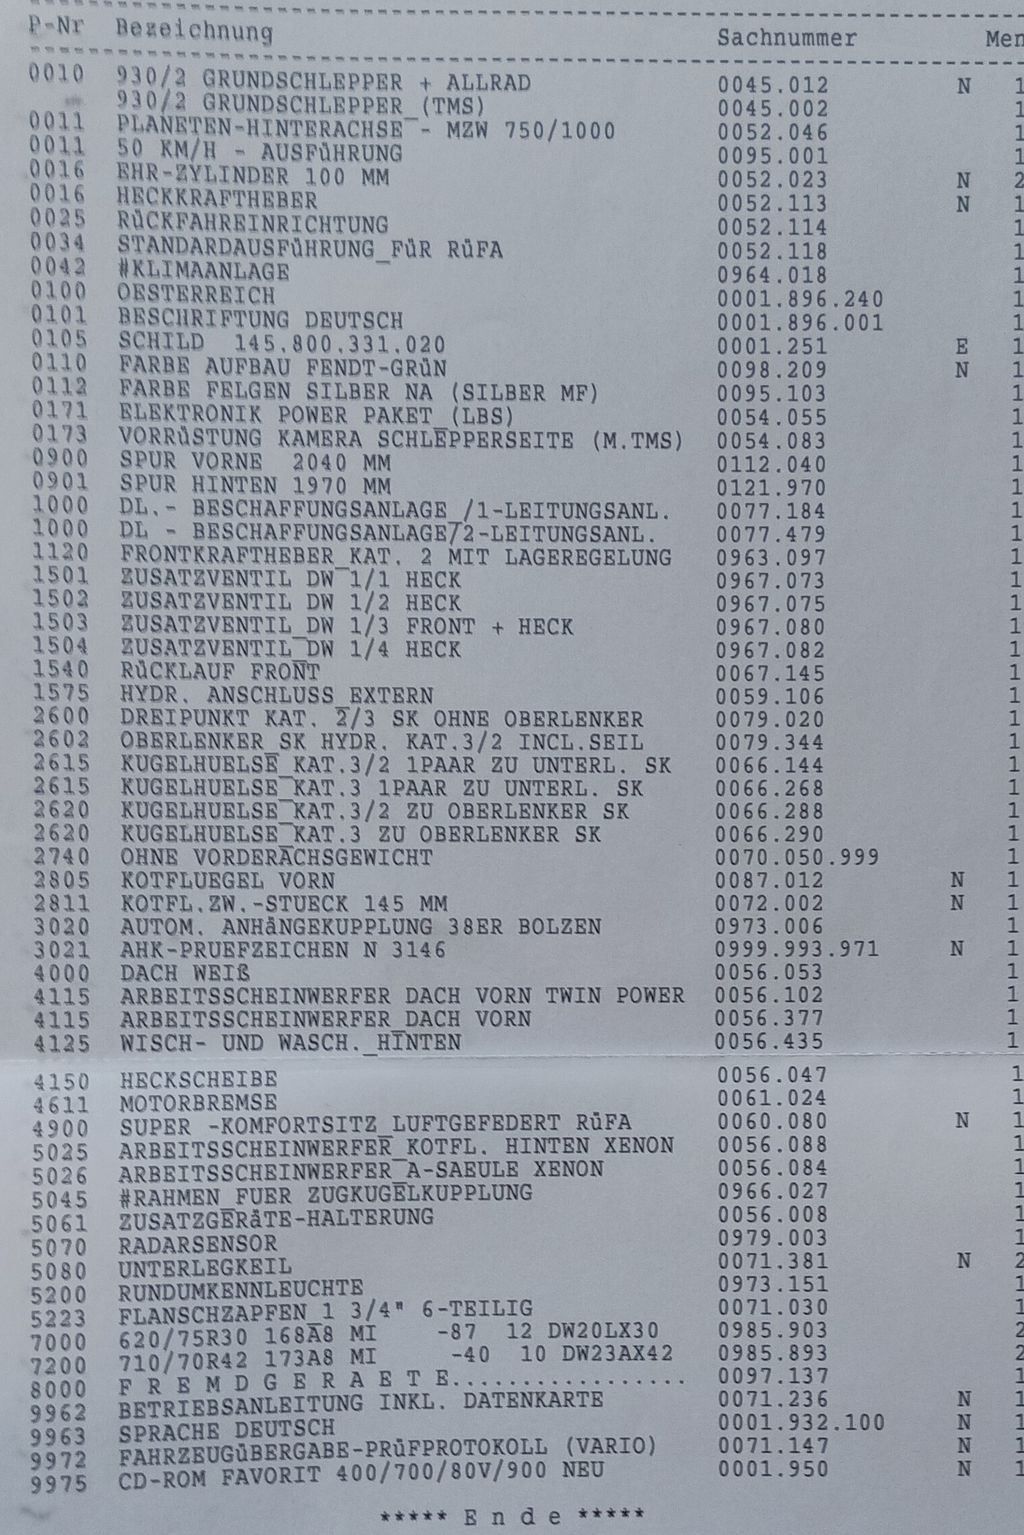 P-Nr Bezeichnung Sachnummer Men
0010 930/2 GRUNDSCHLEPPER + ALLRAD 0045.012 N 1
930/2 GRUNDSCHLEPPER_(TMS) 0045.002 1
0011 PLANETEN-HINTERACHSE - MZW 750/1000 0052.046 1
0011 50 KM/H - AUSFüHRUNG 0095.001 1
0016 EHR-ZYLINDER 100 MM 0052.023 N 2
0016 HECKKRAFTHEBER 0052.113 N 1
0025 RüCKFAHREINRICHTUNG 0052.114 1
0034 STANDARDAUSFüHRUNG_FüR RüFA 0052.118 1
0042 #KLIMAANLAGE 0964.018 1
0100 OESTERREICH 0001.896.240 1
0101 BESCHRIFTUNG DEUTSCH 0001.896.001 1
0105 SCHILD 145.800.331.020 0001.251 E 1
0110 FARBE AUFBAU FENDT-GRüN 0098.209 N 1
0112 FARBE FELGEN SILBER NA (SILBER MF) 0095.103 1
0171 ELEKTRONIK POWER PAKET_(LBS) 0054.055 1
0173 VORRüSTUNG KAMERA SCHLEPPERSEITE (M.TMS) 0054.083 1
0900 SPUR VORNE 2040 MM 0112.040 1
0901 SPUR HINTEN 1970 MM 0121.970 1
1000 DL.- BESCHAFFUNGSANLAGE_/1-LEITUNGSANL. 0077.184 1
1000 DL - BESCHAFFUNGSANLAGE/2-LEITUNGSANL. 0077.479 1
1120 FRONTKRAFTHEBER_KAT. 2 MIT LAGEREGELUNG 0963.097 1
1501 ZUSATZVENTIL DW 1/1 HECK 0967.073 1
1502 ZUSATZVENTIL DW 1/2 HECK 0967.075 1
1503 ZUSATZVENTIL_DW 1/3 FRONT + HECK 0967.080 1
1504 ZUSATZVENTIL_DW 1/4 HECK 0967.082 1
1540 RüCKLAUF FRONT 0067.145 1
1575 HYDR. ANSCHLUSS_EXTERN 0059.106 1
2600 DREIPUNKT KAT. 2/3 SK OHNE OBERLENKER 0079.020 1
2602 OBERLENKER_SK HYDR. KAT.3/2 INCL.SEIL 0079.344 1
2615 KUGELHUELSE_KAT.3/2 1PAAR ZU UNTERL. SK 0066.144 1
2615 KUGELHUELSE_KAT.3 1PAAR ZU UNTERL. SK 0066.268 1
2620 KUGELHUELSE_KAT.3/2 ZU OBERLENKER SK 0066.288 1
2620 KUGELHUELSE_KAT.3 ZU OBERLENKER SK 0066.290 1
2740 OHNE VORDERACHSGEWICHT 0070.050.999 1
2805 KOTFLUEGEL VORN 0087.012 N 1
2811 KOTFL.ZW.-STUECK 145 MM 0072.002 N 1
3020 AUTOM. ANHäNGEKUPPLUNG 38ER BOLZEN 0973.006 1
3021 AHK-PRUEFZEICHEN N 3146 0999.993.971 N 1
4000 DACH WEIß 0056.053 1
4115 ARBEITSSCHEINWERFER DACH VORN TWIN POWER 0056.102 1
4115 ARBEITSSCHEINWERFER_DACH VORN 0056.377 1
4125 WISCH- UND WASCH._HINTEN 0056.435 1
4150 HECKSCHEIBE 0056.047 1
4611 MOTORBREMSE 0061.024 1
4900 SUPER -KOMFORTSITZ_LUFTGEFEDERT RüFA 0060.080 N 1
5025 ARBEITSSCHEINWERFER_KOTFL. HINTEN XENON 0056.088 1
5026 ARBEITSSCHEINWERFER_A-SAEULE XENON 0056.084 1
5045 #RAHMEN_FUER ZUGKUGELKUPPLUNG 0966.027 1
5061 ZUSATZGERäTE-HALTERUNG 0056.008 1
5070 RADARSENSOR 0979.003 1
5080 UNTERLEGKEIL 0071.381 N 2
5200 RUNDUMKENNLEUCHTE 0973.151 1
5223 FLANSCHZAPFEN_1 3/4" 6-TEILIG 0071.030 1
7000 620/75R30 168A8 MI -87 12 DW20LX30 0985.903 2
7200 710/70R42 173A8 MI -40 10 DW23AX42 0985.893 2
8000 F R E M D G E R A E T E................. 0097.137 1
9962 BETRIEBSANLEITUNG INKL. DATENKARTE 0071.236 N 1
9963 SPRACHE DEUTSCH 0001.932.100 N 1
9972 FAHRZEUGüBERGABE-PRüFPROTOKOLL (VARIO) 0071.147 N 1
9975 CD-ROM FAVORIT 400/700/80V/900 NEU 0001.950 N 1
***** E n d e *****